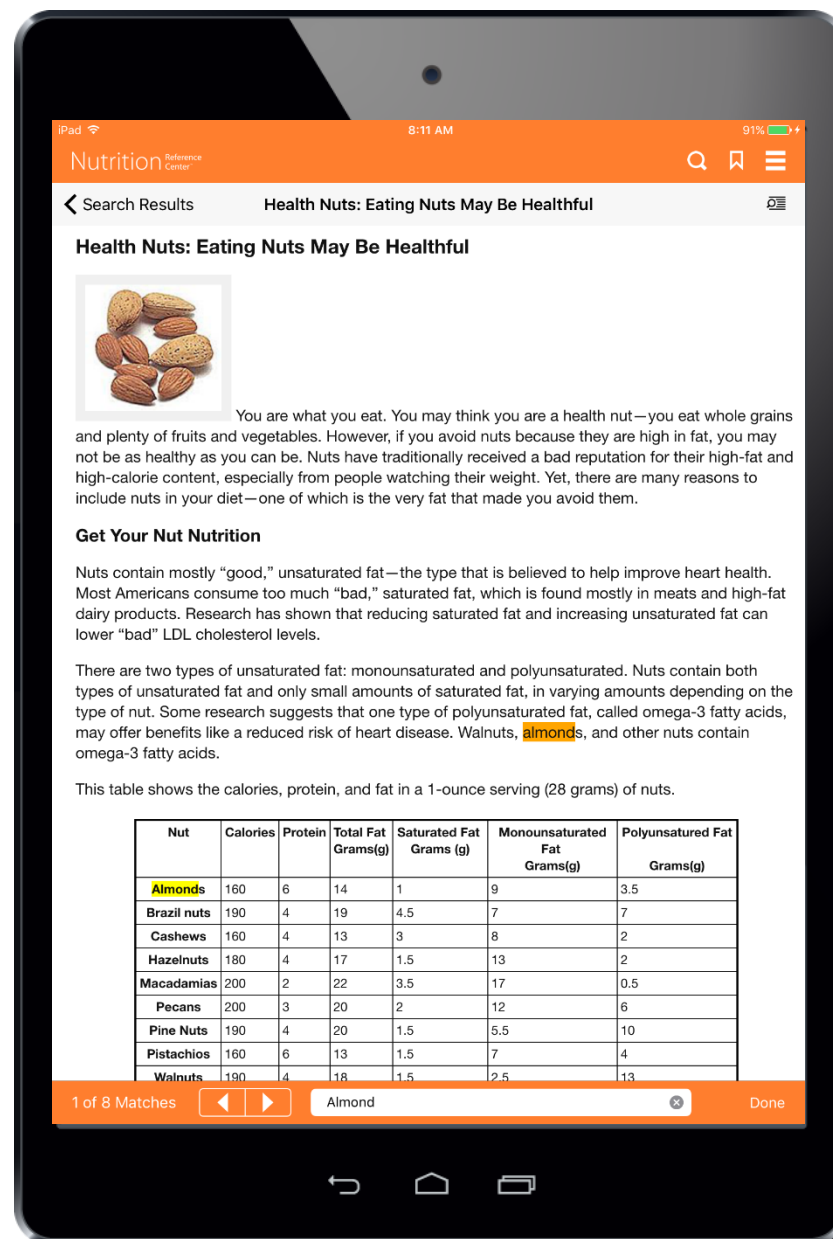 iPad 8:11 AM 91%
Nutrition Reference Center
Search Results Health Nuts: Eating Nuts May Be Healthful
Health Nuts: Eating Nuts May Be Healthful
You are what you eat. You may think you are a health nut—you eat whole grains
and plenty of fruits and vegetables. However, if you avoid nuts because they are high in fat, you may
not be as healthy as you can be. Nuts have traditionally received a bad reputation for their high-fat and
high-calorie content, especially from people watching their weight. Yet, there are many reasons to
include nuts in your diet—one of which is the very fat that made you avoid them.
Get Your Nut Nutrition
Nuts contain mostly “good,” unsaturated fat—the type that is believed to help improve heart health.
Most Americans consume too much “bad,” saturated fat, which is found mostly in meats and high-fat
dairy products. Research has shown that reducing saturated fat and increasing unsaturated fat can
lower “bad” LDL cholesterol levels.
There are two types of unsaturated fat: monounsaturated and polyunsaturated. Nuts contain both
types of unsaturated fat and only small amounts of saturated fat, in varying amounts depending on the
type of nut. Some research suggests that one type of polyunsaturated fat, called omega-3 fatty acids,
may offer benefits like a reduced risk of heart disease. Walnuts, almonds, and other nuts contain
omega-3 fatty acids.
This table shows the calories, protein, and fat in a 1-ounce serving (28 grams) of nuts.
Nut Calories Protein Total Fat Saturated Fat Monounsaturated Polyunsatured Fat
Grams(g) Grams (g) Fat
Grams(g) Grams(g)
Almonds 160 6 14 1 9 3.5
Brazil nuts 190 4 19 4.5 7 7
Cashews 160 4 13 3 8 2
Hazelnuts 180 4 17 1.5 13 2
Macadamias 200 2 22 3.5 17 0.5
Pecans 200 3 20 2 12 6
Pine Nuts 190 4 20 1.5 5.5 10
Pistachios 160 6 13 1.5 7 4
Walnuts 190 4 18 1.5 2.5 13
1 of 8 Matches Almond Done